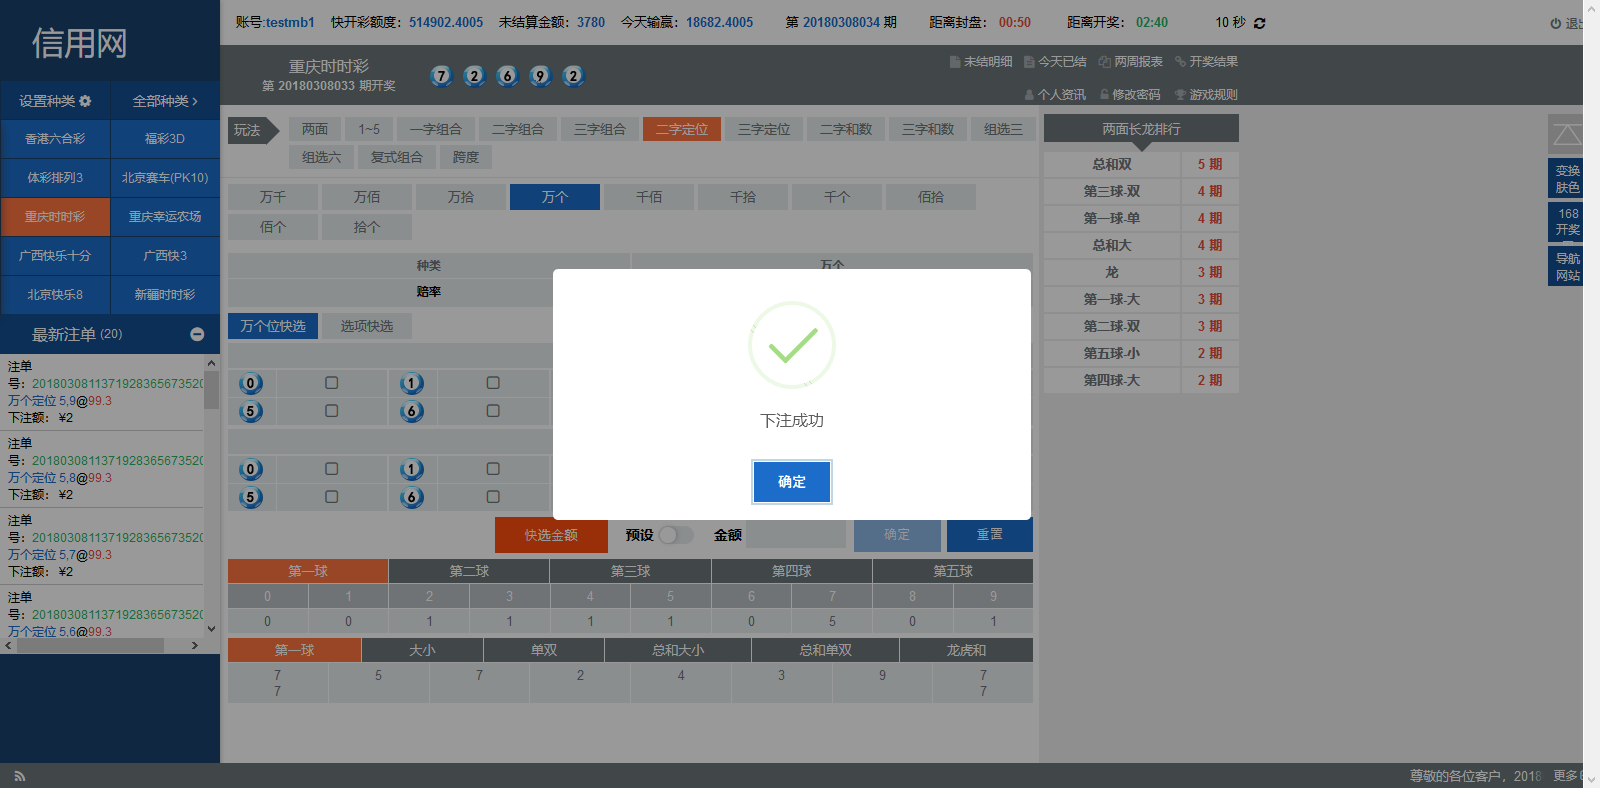 账号:testmb1 快开彩额度：514902.4005 未结算金额：3780 今天输赢：18682.4005 第 20180308034 期 距离封盘： 00:50 距离开奖： 02:40 10 秒
信用网
重庆时时彩
第 20180308033 期开奖
7 2 6 9 2
未结明细 今天已结 两周报表 开奖结果
个人资讯 修改密码 游戏规则
设置种类 全部种类
香港六合彩 福彩3D
体彩排列3 北京赛车(PK10)
重庆时时彩 重庆幸运农场
广西快乐十分 广西快3
北京快乐8 新疆时时彩
最新注单 (20)
注单
号：2018030811371928365673520
万个定位 5,9@99.3
下注额： ¥2
注单
号：2018030811371928365673520
万个定位 5,8@99.3
下注额： ¥2
注单
号：2018030811371928365673520
万个定位 5,7@99.3
下注额： ¥2
注单
号：2018030811371928365673520
万个定位 5,6@99.3
玩法 两面 1~5 一字组合 二字组合 三字组合 二字定位 三字定位 二字和数 三字和数 组选三
组选六 复式组合 跨度
万千 万佰 万拾 万个 千佰 千拾 千个 佰拾
佰个 拾个
种类 万个
赔率
万个位快选 选项快选
0 1
5 6
0 1
5 6
下注成功
确定
快选金额 预设 金额 确定 重置
第一球 第二球 第三球 第四球 第五球
0 1 2 3 4 5 6 7 8 9
0 0 1 1 1 1 0 5 0 1
第一球 大小 单双 总和大小 总和单双 龙虎和
7 5 7 2 4 3 9 7
7 7
两面长龙排行
总和双 5 期
第三球-双 4 期
第一球-单 4 期
总和大 4 期
龙 3 期
第一球-大 3 期
第二球-双 3 期
第五球-小 2 期
第四球-大 2 期
变换
肤色
168
开奖
导航
网站
尊敬的各位客户，2018 更多